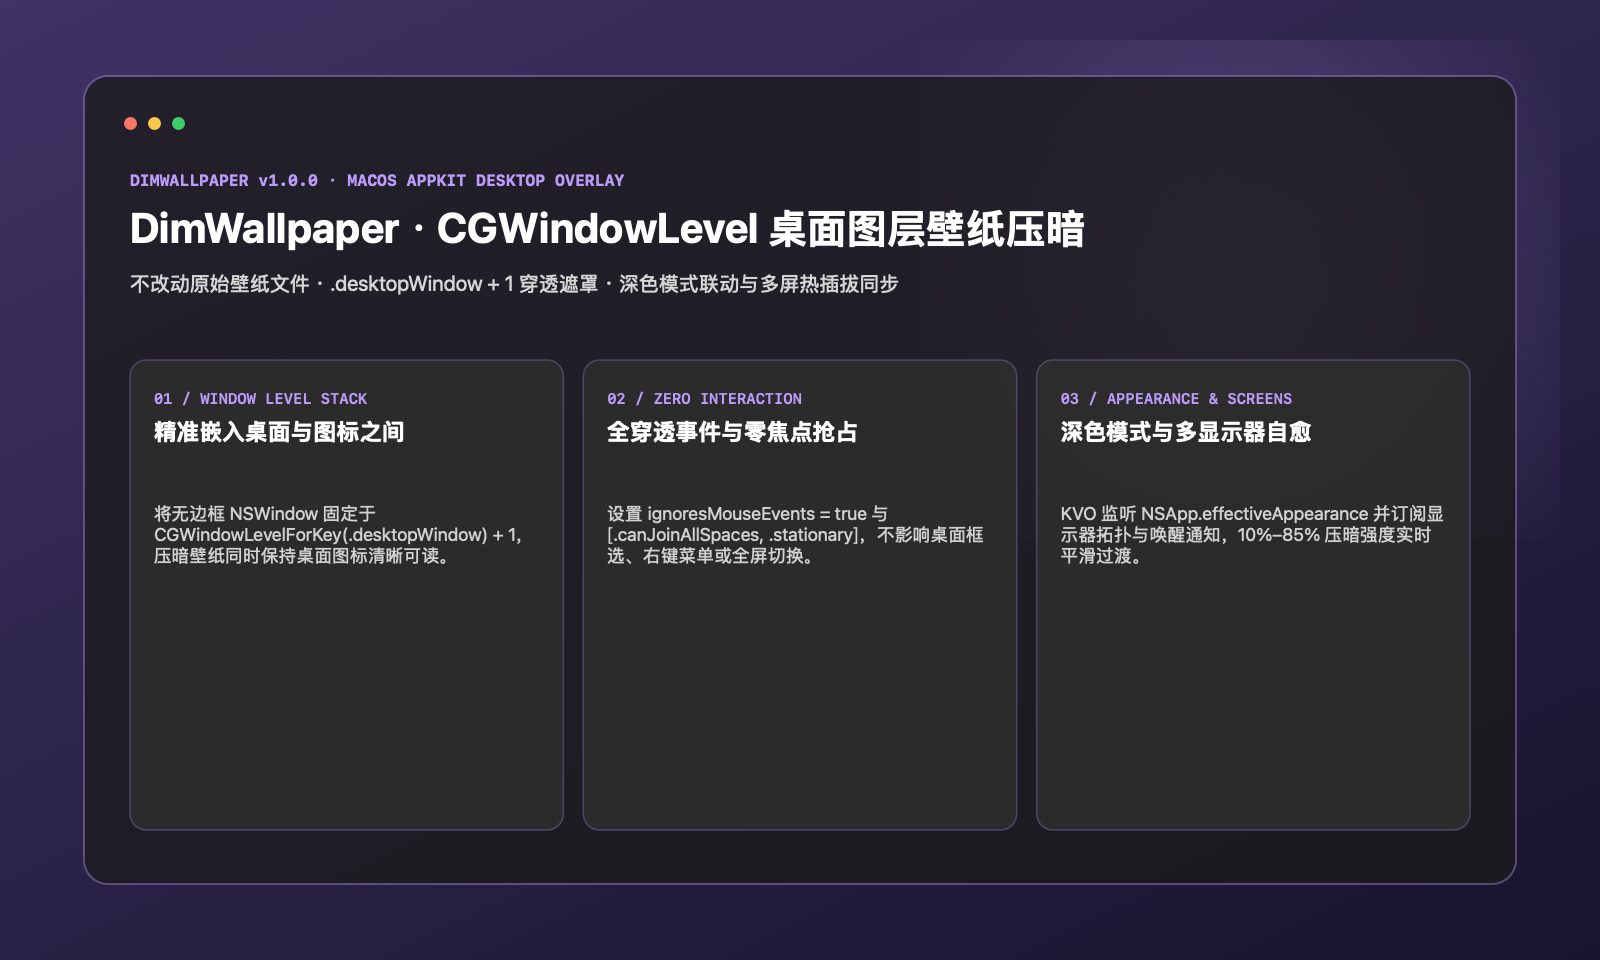 DIMWALLPAPER v1.0.0 · MACOS APPKIT DESKTOP OVERLAY
DimWallpaper · CGWindowLevel 桌面图层壁纸压暗
不改动原始壁纸文件 · .desktopWindow + 1 穿透遮罩 · 深色模式联动与多屏热插拔同步
01 / WINDOW LEVEL STACK
精准嵌入桌面与图标之间
将无边框 NSWindow 固定于
CGWindowLevelForKey(.desktopWindow) + 1,
压暗壁纸同时保持桌面图标清晰可读。
02 / ZERO INTERACTION
全穿透事件与零焦点抢占
设置 ignoresMouseEvents = true 与
[.canJoinAllSpaces, .stationary]，不影响桌面框
选、右键菜单或全屏切换。
03 / APPEARANCE & SCREENS
深色模式与多显示器自愈
KVO 监听 NSApp.effectiveAppearance 并订阅显
示器拓扑与唤醒通知，10%–85% 压暗强度实时
平滑过渡。